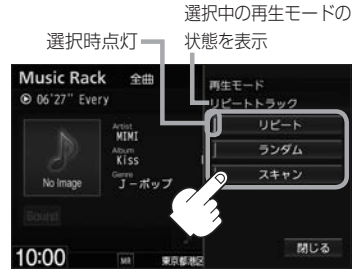 選択中の再生モードの
状態を表示
選択時点灯
Music Rack 全曲
06'27" Every
Artist
MIMI
Album
Kiss
Genre
J-ポップ
No Image
Sound
10:00
MR
東京都港区
再生モード
リピートトラック
リピート
ランダム
スキャン
閉じる